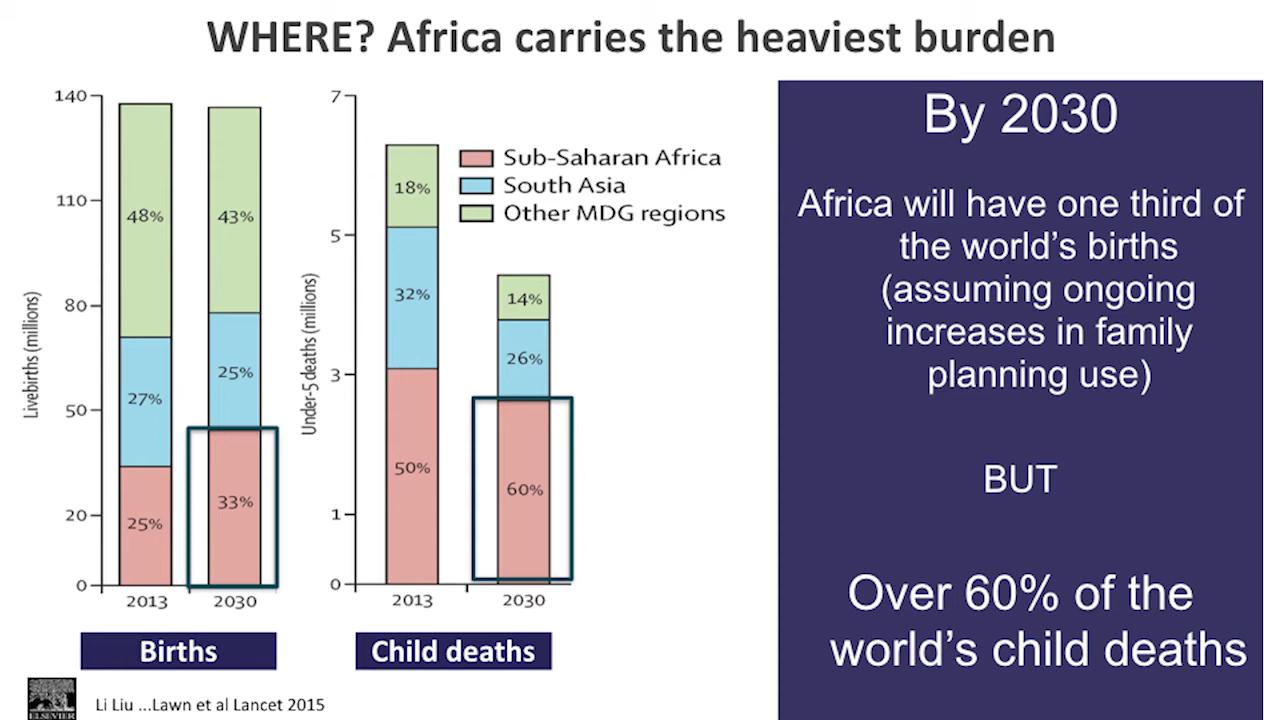 WHERE? Africa carries the heaviest burden
140
110
80
50
20
0
Livebirths (millions)
48%
27%
25%
43%
25%
33%
2013
2030
Births
7
5
3
1
0
Under-5 deaths (millions)
18%
32%
50%
14%
26%
60%
2013
2030
Child deaths
Sub-Saharan Africa
South Asia
Other MDG regions
By 2030
Africa will have one third of
the world’s births
(assuming ongoing
increases in family
planning use)
BUT
Over 60% of the
world’s child deaths
ELSEVIER
Li Liu ...Lawn et al Lancet 2015